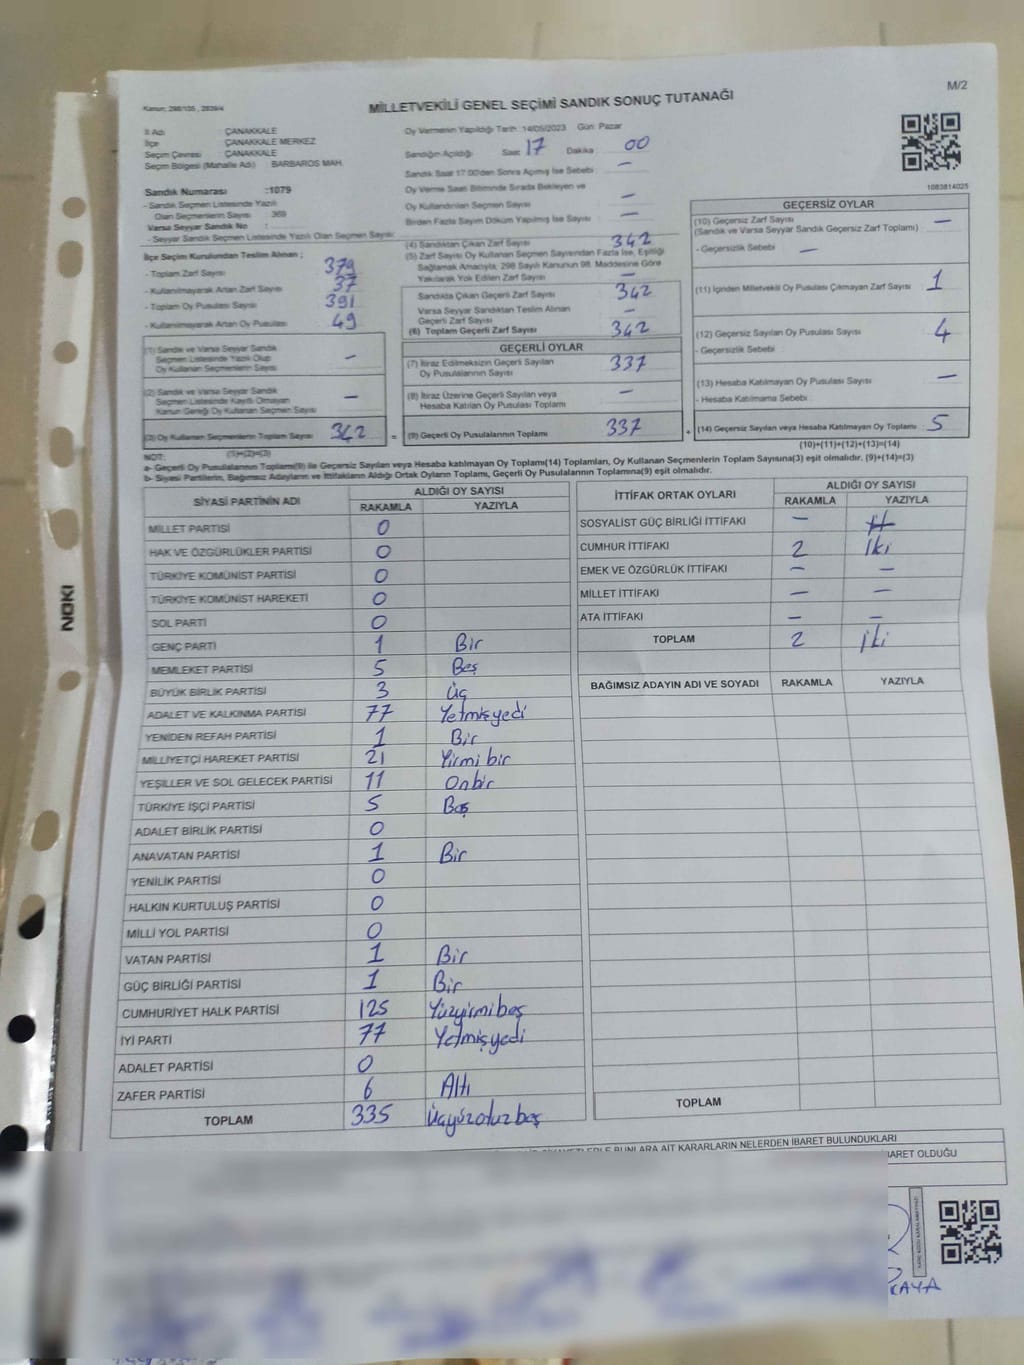 M/2
Kanun: 298/105 , 2839/4
MİLLETVEKİLİ GENEL SEÇİMİ SANDIK SONUÇ TUTANAĞI
İl Adı : ÇANAKKALE
İlçe : ÇANAKKALE MERKEZ
Seçim Çevresi : ÇANAKKALE
Seçim Bölgesi (Mahalle Adı) BARBAROS MAH.
Sandık Numarası :1079
- Sandık Seçmen Listesinde Yazılı
Olan Seçmenlerin Sayısı : 369
Varsa Seyyar Sandık No :
- Seyyar Sandık Seçmen Listesinde Yazılı Olan Seçmen Sayısı:
İlçe Seçim Kurulundan Teslim Alınan ;
- Toplam Zarf Sayısı 379
- Kullanılmayarak Artan Zarf Sayısı 37
- Toplam Oy Pusulası Sayısı 391
- Kullanılmayarak Artan Oy Pusulası 49
(1) Sandık ve Varsa Seyyar Sandık
Seçmen Listesinde Yazılı Olup
Oy Kullanan Seçmenlerin Sayısı –
(2) Sandık ve Varsa Seyyar Sandık
Seçmen Listesinde Kaydı Olmayan
Kanun Gereği Oy Kullanan Seçmen Sayısı –
(3) Oy Kullanan Seçmenlerin Toplam Sayısı 342
(1)+(2)=(3)
Oy Vermenin Yapıldığı Tarih :14/05/2023 Gün: Pazar
Sandığın Açıldığı Saat 17 Dakika 00
Sandık Saat 17:00'den Sonra Açılmış İse Sebebi –
Oy Verme Saati Bitiminde Sırada Bekleyen ve
Oy Kullandırılan Seçmen Sayısı –
Birden Fazla Sayım Döküm Yapılmış İse Sayısı –
(4) Sandıktan Çıkan Zarf Sayısı 342
(5) Zarf Sayısı Oy Kullanan Seçmen Sayısından Fazla İse, Eşitliği
Sağlamak Amacıyla, 298 Sayılı Kanunun 98. Maddesine Göre
Yakılarak Yok Edilen Zarf Sayısı –
Sandıkta Çıkan Geçerli Zarf Sayısı 342
Varsa Seyyar Sandıktan Teslim Alınan
Geçerli Zarf Sayısı –
(6) Toplam Geçerli Zarf Sayısı 342
GEÇERLİ OYLAR
(7) İtiraz Edilmeksizin Geçerli Sayılan
Oy Pusulalarının Sayısı 337
(8) İtiraz Üzerine Geçerli Sayılan veya
Hesaba Katılan Oy Pusulası Toplamı –
= (9) Geçerli Oy Pusulalarının Toplamı 337 +
1083814025
GEÇERSİZ OYLAR
(10) Geçersiz Zarf Sayısı –
(Sandık ve Varsa Seyyar Sandık Geçersiz Zarf Toplamı)
- Geçersizlik Sebebi –
(11) İçinden Milletvekili Oy Pusulası Çıkmayan Zarf Sayısı 1
(12) Geçersiz Sayılan Oy Pusulası Sayısı 4
- Geçersizlik Sebebi
(13) Hesaba Katılmayan Oy Pusulası Sayısı –
- Hesaba Katılmama Sebebi
(14) Geçersiz Sayılan veya Hesaba Katılmayan Oy Toplamı 5
(10)+(11)+(12)+(13)=(14)
NOT:
a- Geçerli Oy Pusulalarının Toplamı(9) ile Geçersiz Sayılan veya Hesaba katılmayan Oy Toplamı(14) Toplamları, Oy Kullanan Seçmenlerin Toplam Sayısına(3) eşit olmalıdır. (9)+(14)=(3)
b- Siyasi Partilerin, Bağımsız Adayların ve İttifakların Aldığı Ortak Oyların Toplamı, Geçerli Oy Pusulalarının Toplamına(9) eşit olmalıdır.
SİYASİ PARTİNİN ADI ALDIĞI OY SAYISI
RAKAMLA YAZIYLA
MİLLET PARTİSİ 0
HAK VE ÖZGÜRLÜKLER PARTİSİ 0
TÜRKİYE KOMÜNİST PARTİSİ 0
TÜRKİYE KOMÜNİST HAREKETİ 0
SOL PARTİ 0
GENÇ PARTİ 1 Bir
MEMLEKET PARTİSİ 5 Beş
BÜYÜK BİRLİK PARTİSİ 3 Üç
ADALET VE KALKINMA PARTİSİ 77 Yetmişyedi
YENİDEN REFAH PARTİSİ 1 Bir
MİLLİYETÇİ HAREKET PARTİSİ 21 Yirmi bir
YEŞİLLER VE SOL GELECEK PARTİSİ 11 Onbir
TÜRKİYE İŞÇİ PARTİSİ 5 Beş
ADALET BİRLİK PARTİSİ 0
ANAVATAN PARTİSİ 1 Bir
YENİLİK PARTİSİ 0
HALKIN KURTULUŞ PARTİSİ 0
MİLLİ YOL PARTİSİ 0
VATAN PARTİSİ 1 Bir
GÜÇ BİRLİĞİ PARTİSİ 1 Bir
CUMHURİYET HALK PARTİSİ 125 Yüzyirmibeş
İYİ PARTİ 77 Yetmişyedi
ADALET PARTİSİ 0
ZAFER PARTİSİ 6 Altı
TOPLAM 335 Üçyüzotuzbeş
İTTİFAK ORTAK OYLARI ALDIĞI OY SAYISI
RAKAMLA YAZIYLA
SOSYALİST GÜÇ BİRLİĞİ İTTİFAKI –
CUMHUR İTTİFAKI 2 İki
EMEK VE ÖZGÜRLÜK İTTİFAKI – –
MİLLET İTTİFAKI – –
ATA İTTİFAKI – –
TOPLAM 2 İki
BAĞIMSIZ ADAYIN ADI VE SOYADI RAKAMLA YAZIYLA
TOPLAM
BUNLARA AİT KARARLARIN NELERDEN İBARET BULUNDUKLARI
İBARET OLDUĞU
KAYA
NOKI